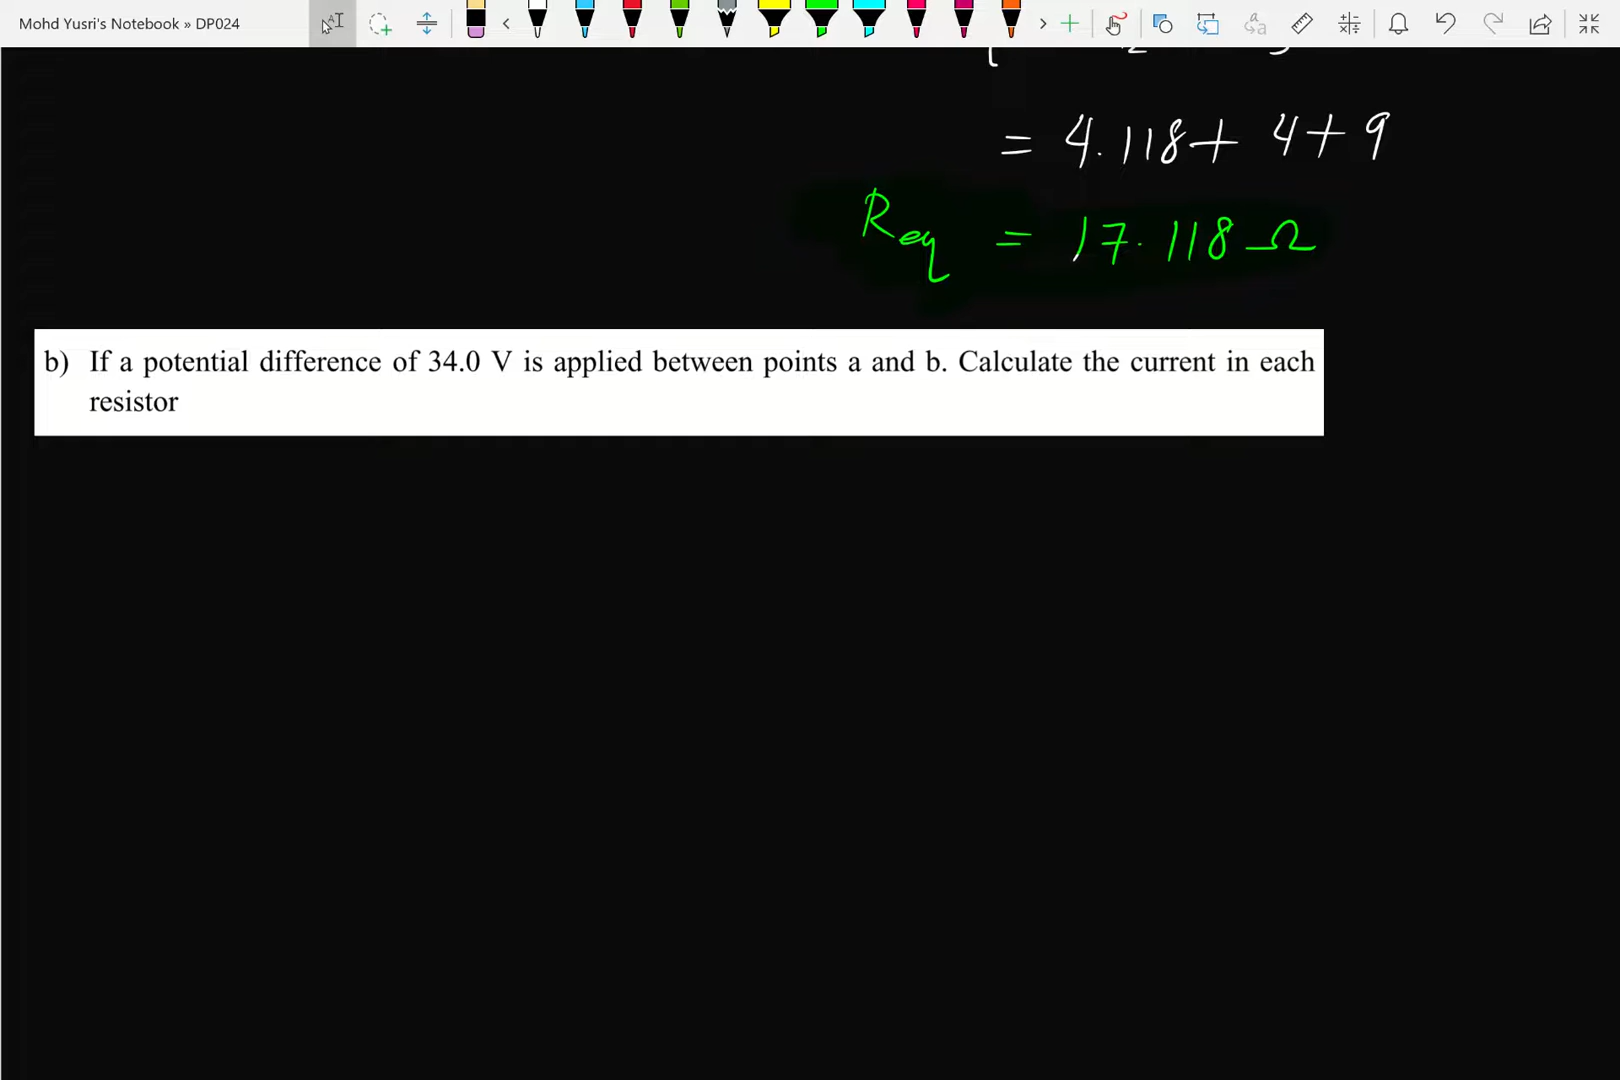 Mohd Yusri's Notebook » DP024
= 4.118 + 4 + 9
Req = 17.118 Ω
b) If a potential difference of 34.0 V is applied between points a and b. Calculate the current in each
resistor